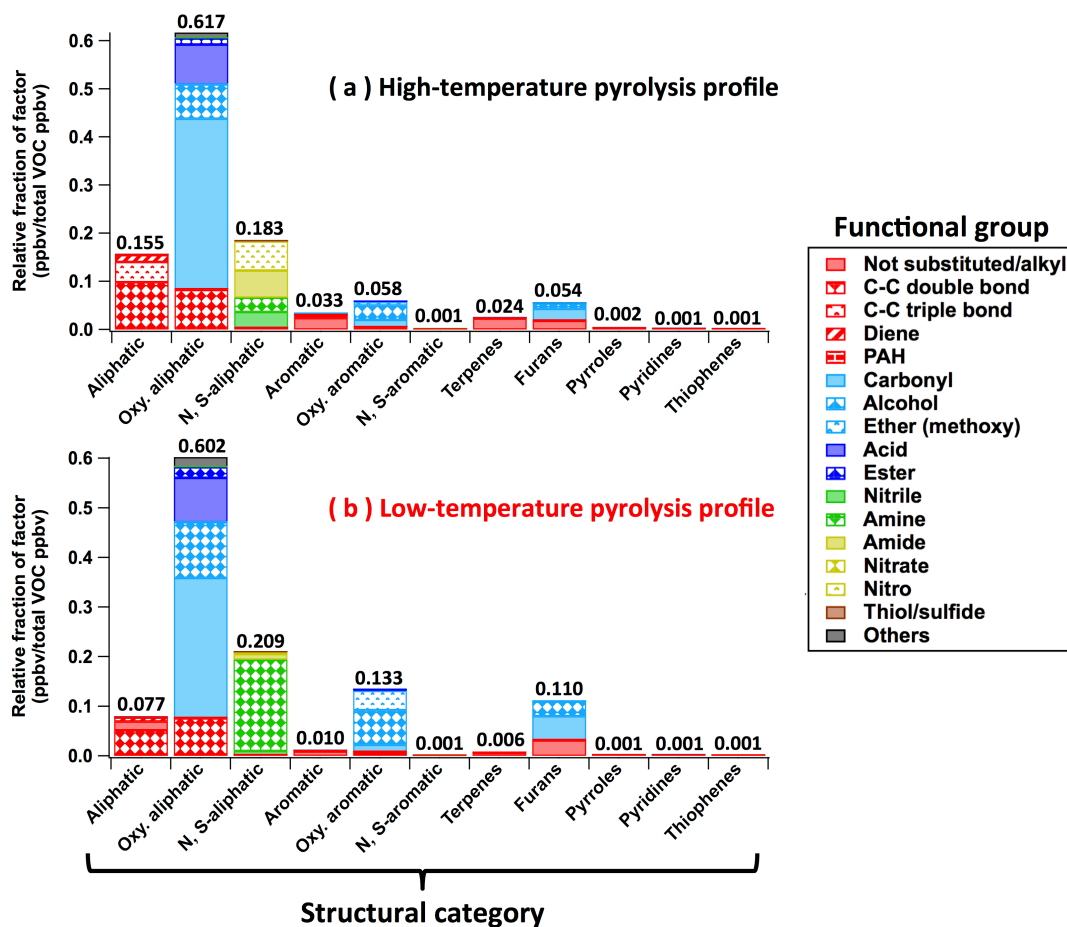 Relative fraction of factor
(ppbv/total VOC ppbv)
0.6
0.5
0.4
0.3
0.2
0.1
0.0
( a ) High-temperature pyrolysis profile
0.155
0.617
0.183
0.033
0.058
0.001
0.024
0.054
0.002
0.001
0.001
Aliphatic
Oxy. aliphatic
N, S-aliphatic
Aromatic
Oxy. aromatic
N, S-aromatic
Terpenes
Furans
Pyrroles
Pyridines
Thiophenes
Relative fraction of factor
(ppbv/total VOC ppbv)
0.6
0.5
0.4
0.3
0.2
0.1
0.0
( b ) Low-temperature pyrolysis profile
0.077
0.602
0.209
0.010
0.133
0.001
0.006
0.110
0.001
0.001
0.001
Aliphatic
Oxy. aliphatic
N, S-aliphatic
Aromatic
Oxy. aromatic
N, S-aromatic
Terpenes
Furans
Pyrroles
Pyridines
Thiophenes
Structural category
Functional group
Not substituted/alkyl
C-C double bond
C-C triple bond
Diene
PAH
Carbonyl
Alcohol
Ether (methoxy)
Acid
Ester
Nitrile
Amine
Amide
Nitrate
Nitro
Thiol/sulfide
Others